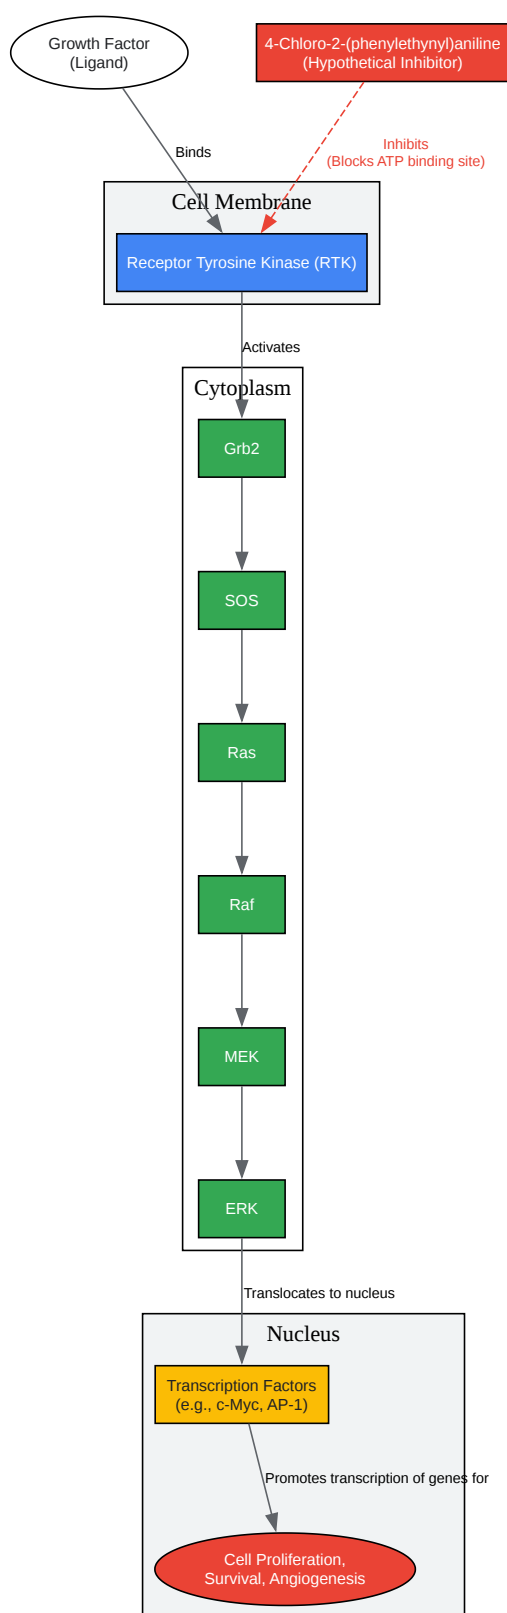 Growth Factor
(Ligand)
4-Chloro-2-(phenylethynyl)aniline
(Hypothetical Inhibitor)
Binds
Inhibits
(Blocks ATP binding site)
Cell Membrane
Receptor Tyrosine Kinase (RTK)
Activates
Cytoplasm
Grb2
SOS
Ras
Raf
MEK
ERK
Translocates to nucleus
Nucleus
Transcription Factors
(e.g., c-Myc, AP-1)
Promotes transcription of genes for
Cell Proliferation,
Survival, Angiogenesis